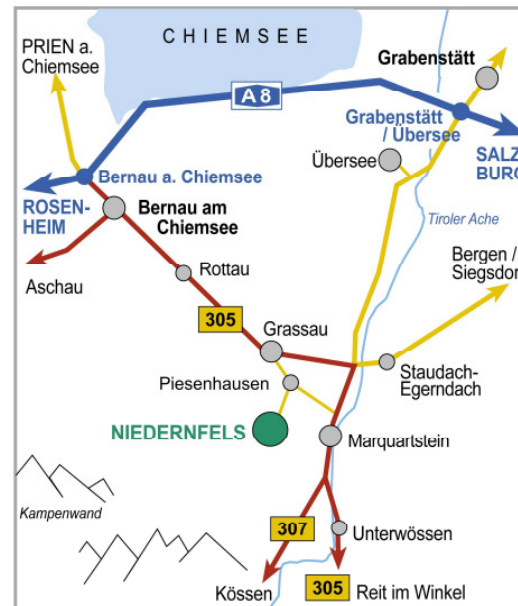 CHIEMSEE
PRIEN a.
Chiemsee
Grabenstätt
A 8
Grabenstätt
/ Übersee
SALZ
BURG
Übersee
Bernau a. Chiemsee
ROSEN-
HEIM
Bernau am
Chiemsee
Tiroler Ache
Aschau
Rottau
Bergen /
Siegsdorf
305
Grassau
Piesenhausen
Staudach-
Egerndach
NIEDERNFELS
Marquartstein
Kampenwand
307
Unterwössen
Kössen
305
Reit im Winkel